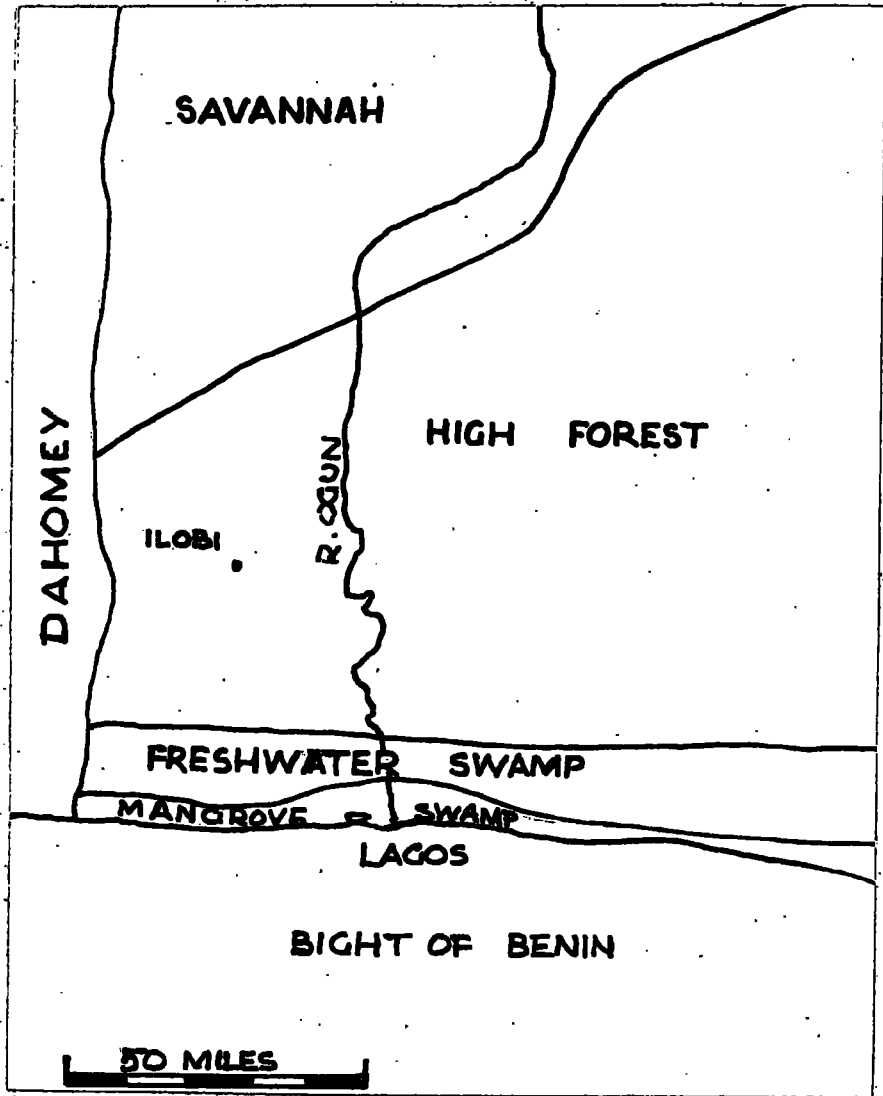 SAVANNAH
DAHOMEY
HIGH FOREST
R. OGUN
ILOBI
FRESHWATER SWAMP
MANGROVE SWAMP
LAGOS
BIGHT OF BENIN
50 MILES